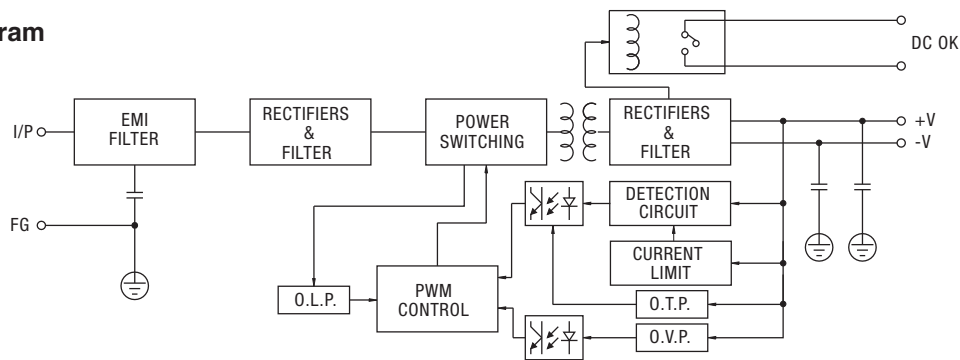 ram
DC OK
I/P
EMI
FILTER
RECTIFIERS
&
FILTER
POWER
SWITCHING
RECTIFIERS
&
FILTER
+V
-V
FG
DETECTION
CIRCUIT
CURRENT
LIMIT
O.L.P.
PWM
CONTROL
O.T.P.
O.V.P.